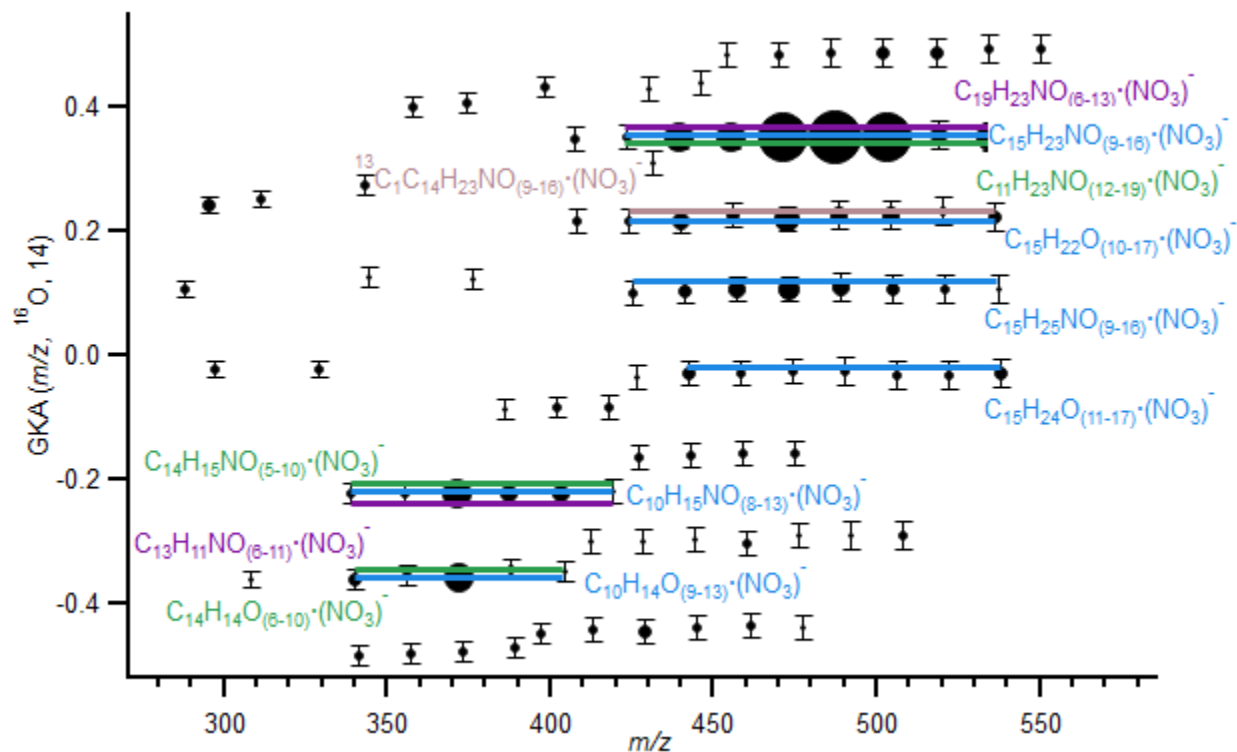 GKA (m/z, ¹⁶O, 14)
0.4
0.2
0.0
-0.2
-0.4
C₁₉H₂₃NO₍₆₋₁₃₎·(NO₃)⁻
C₁₅H₂₃NO₍₉₋₁₆₎·(NO₃)⁻
¹³C₁C₁₄H₂₃NO₍₉₋₁₆₎·(NO₃)⁻
C₁₁H₂₃NO₍₁₂₋₁₉₎·(NO₃)⁻
C₁₅H₂₂O₍₁₀₋₁₇₎·(NO₃)⁻
C₁₅H₂₅NO₍₉₋₁₆₎·(NO₃)⁻
C₁₅H₂₄O₍₁₁₋₁₇₎·(NO₃)⁻
C₁₄H₁₅NO₍₅₋₁₀₎·(NO₃)⁻
C₁₀H₁₅NO₍₈₋₁₃₎·(NO₃)⁻
C₁₃H₁₁NO₍₆₋₁₁₎·(NO₃)⁻
C₁₀H₁₄O₍₉₋₁₃₎·(NO₃)⁻
C₁₄H₁₄O₍₆₋₁₀₎·(NO₃)⁻
300 350 400 450 500 550
m/z